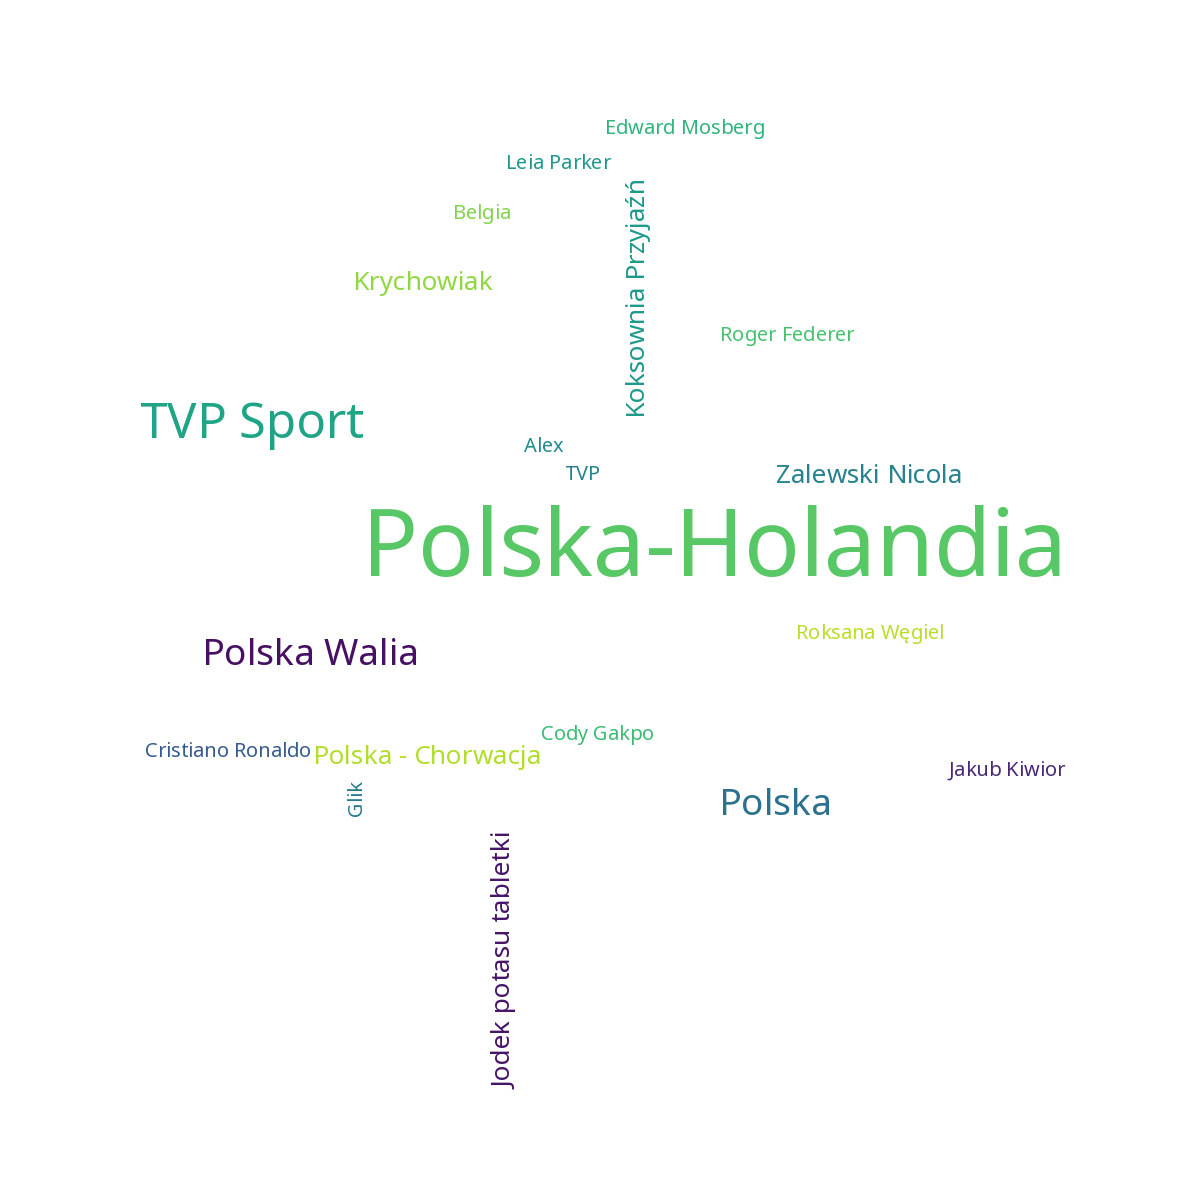 Edward Mosberg
Leia Parker
Koksownia Przyjaźń
Belgia
Krychowiak
Roger Federer
TVP Sport
Alex
TVP
Zalewski Nicola
Polska-Holandia
Roksana Węgiel
Polska Walia
Cody Gakpo
Cristiano Ronaldo
Polska - Chorwacja
Jakub Kiwior
Glik
Polska
Jodek potasu tabletki